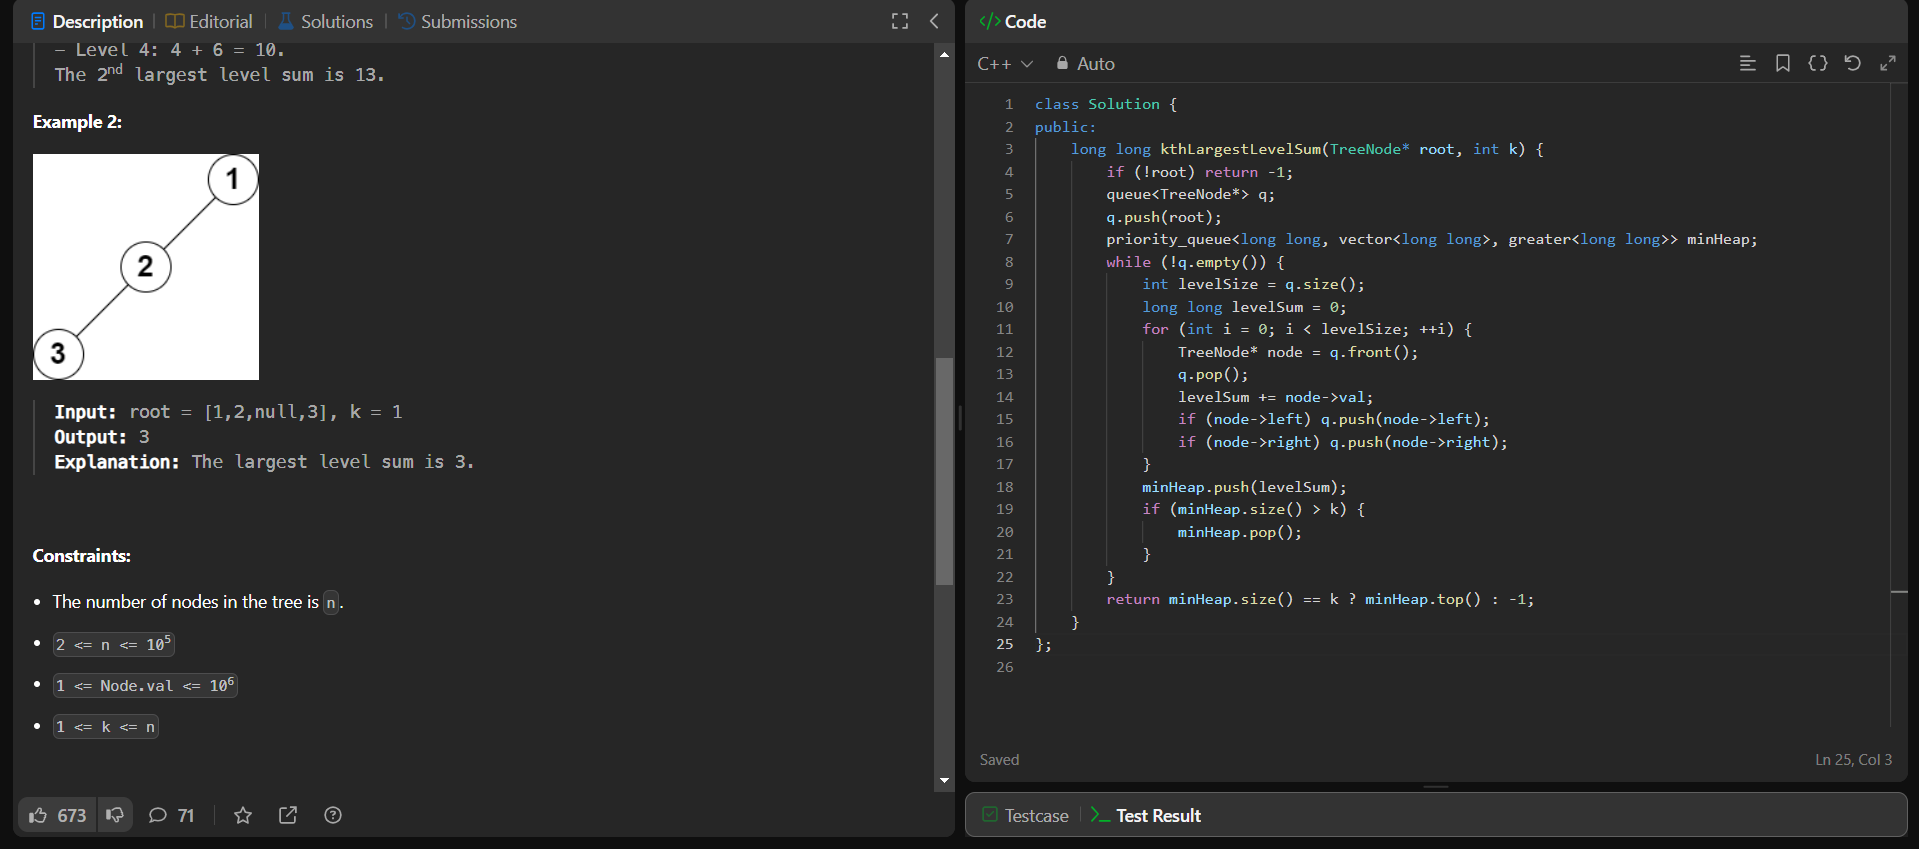 Description | Editorial | Solutions | Submissions
- Level 4: 4 + 6 = 10.
The 2nd largest level sum is 13.
Example 2:
1
2
3
Input: root = [1,2,null,3], k = 1
Output: 3
Explanation: The largest level sum is 3.
Constraints:
• The number of nodes in the tree is n.
• 2 <= n <= 10^5
• 1 <= Node.val <= 10^6
• 1 <= k <= n
673
71
</> Code
C++ Auto
1 class Solution {
2 public:
3     long long kthLargestLevelSum(TreeNode* root, int k) {
4         if (!root) return -1;
5         queue<TreeNode*> q;
6         q.push(root);
7         priority_queue<long long, vector<long long>, greater<long long>> minHeap;
8         while (!q.empty()) {
9             int levelSize = q.size();
10             long long levelSum = 0;
11             for (int i = 0; i < levelSize; ++i) {
12                 TreeNode* node = q.front();
13                 q.pop();
14                 levelSum += node->val;
15                 if (node->left) q.push(node->left);
16                 if (node->right) q.push(node->right);
17             }
18             minHeap.push(levelSum);
19             if (minHeap.size() > k) {
20                 minHeap.pop();
21             }
22         }
23         return minHeap.size() == k ? minHeap.top() : -1;
24     }
25 };
26
Saved
Ln 25, Col 3
Testcase | >_ Test Result